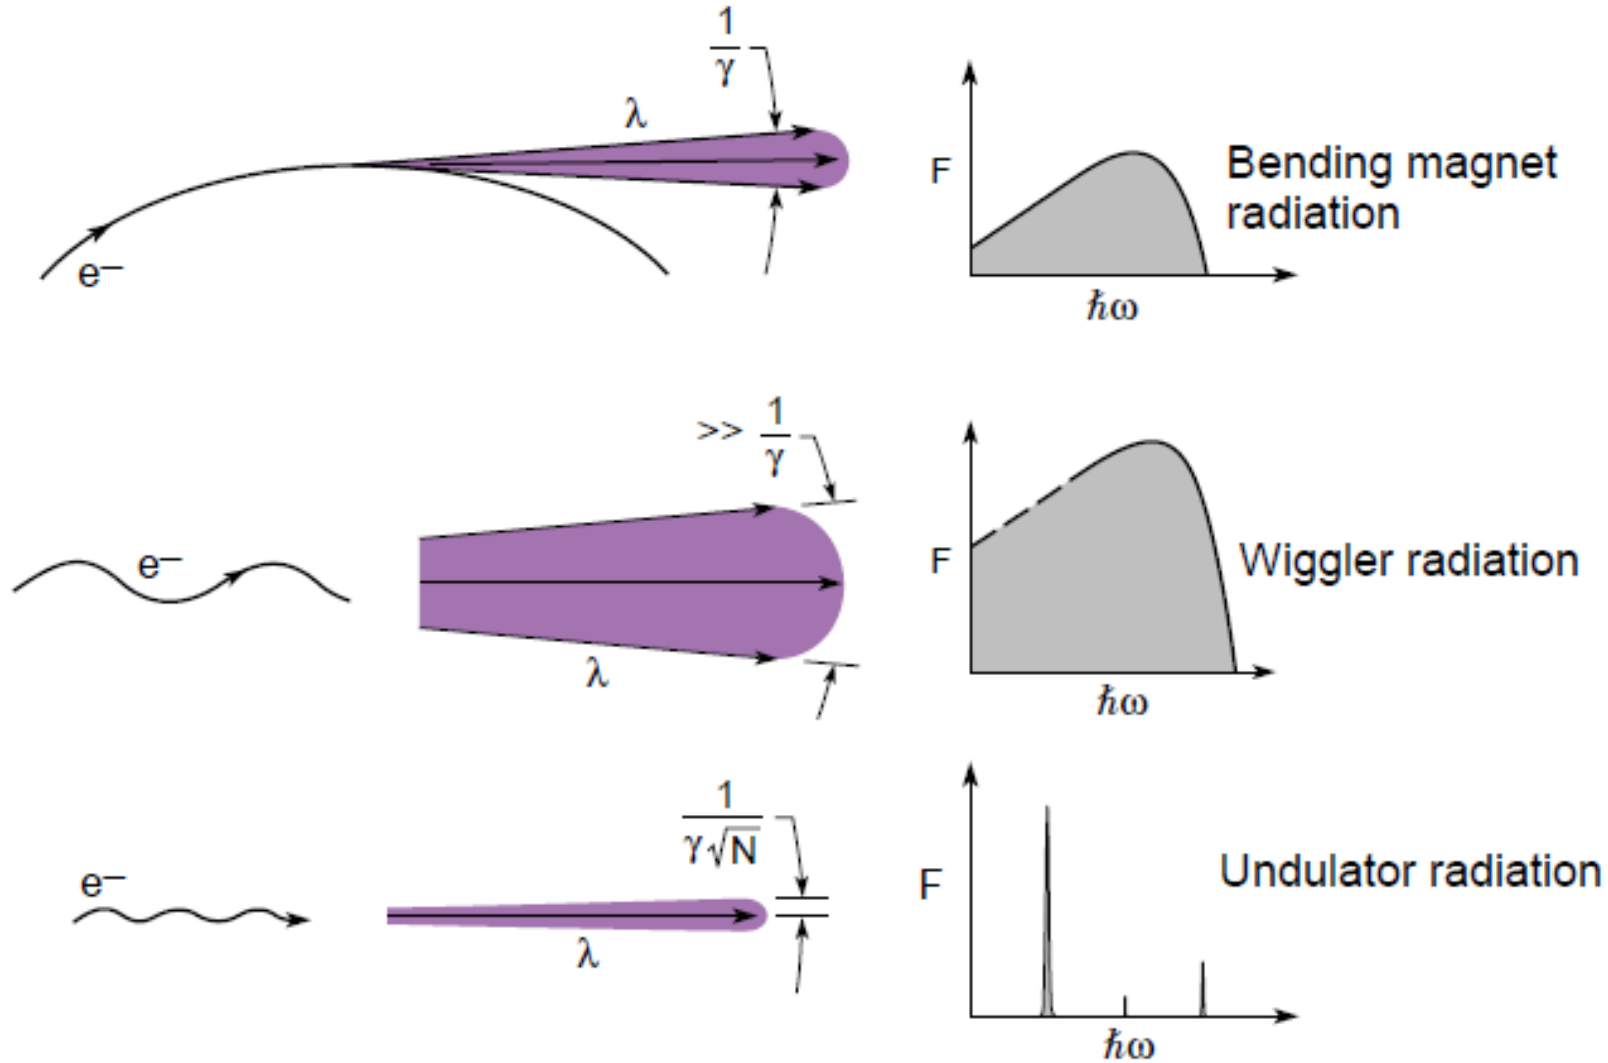 1
γ
λ
e–
F
ħω
Bending magnet
radiation
>> 1
γ
e–
λ
F
ħω
Wiggler radiation
1
γ√N
e–
λ
F
ħω
Undulator radiation